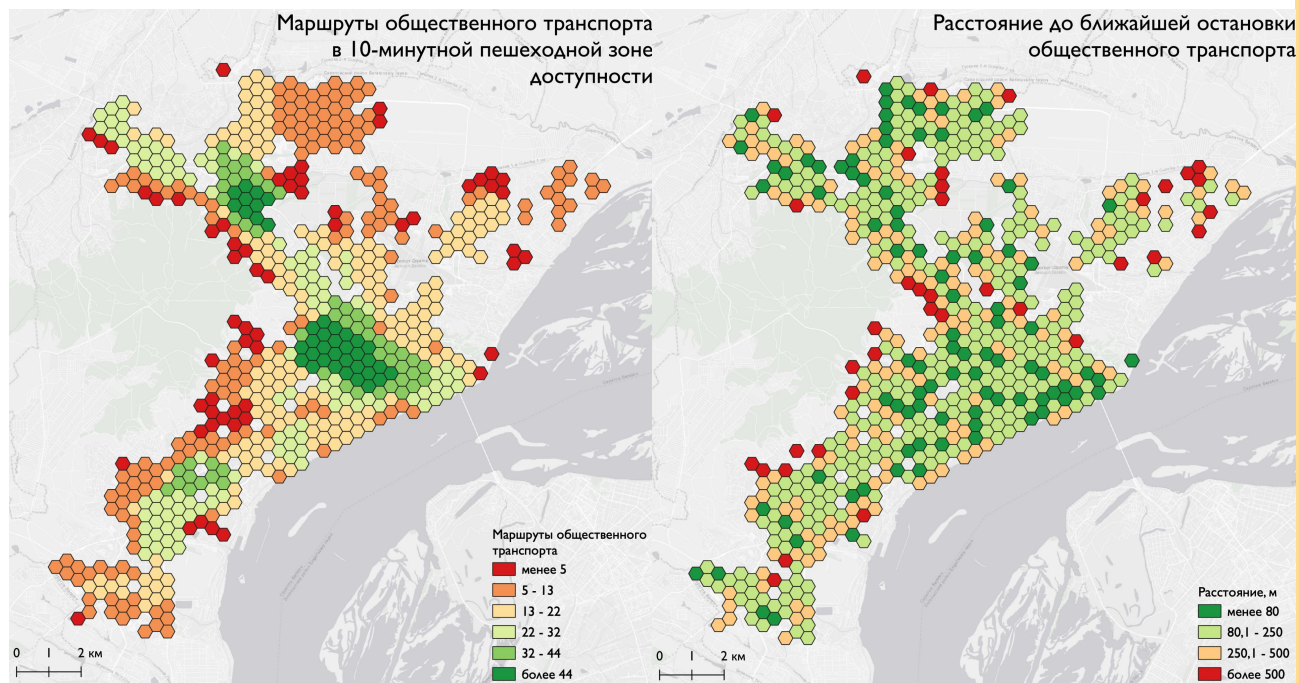 Маршруты общественного транспорта
в 10-минутной пешеходной зоне
доступности
Маршруты общественного
транспорта
менее 5
5 - 13
13 - 22
22 - 32
32 - 44
более 44
0 1 2 км
Расстояние до ближайшей остановки
общественного транспорта
Расстояние, м
менее 80
80,1 - 250
250,1 - 500
более 500
0 1 2 км